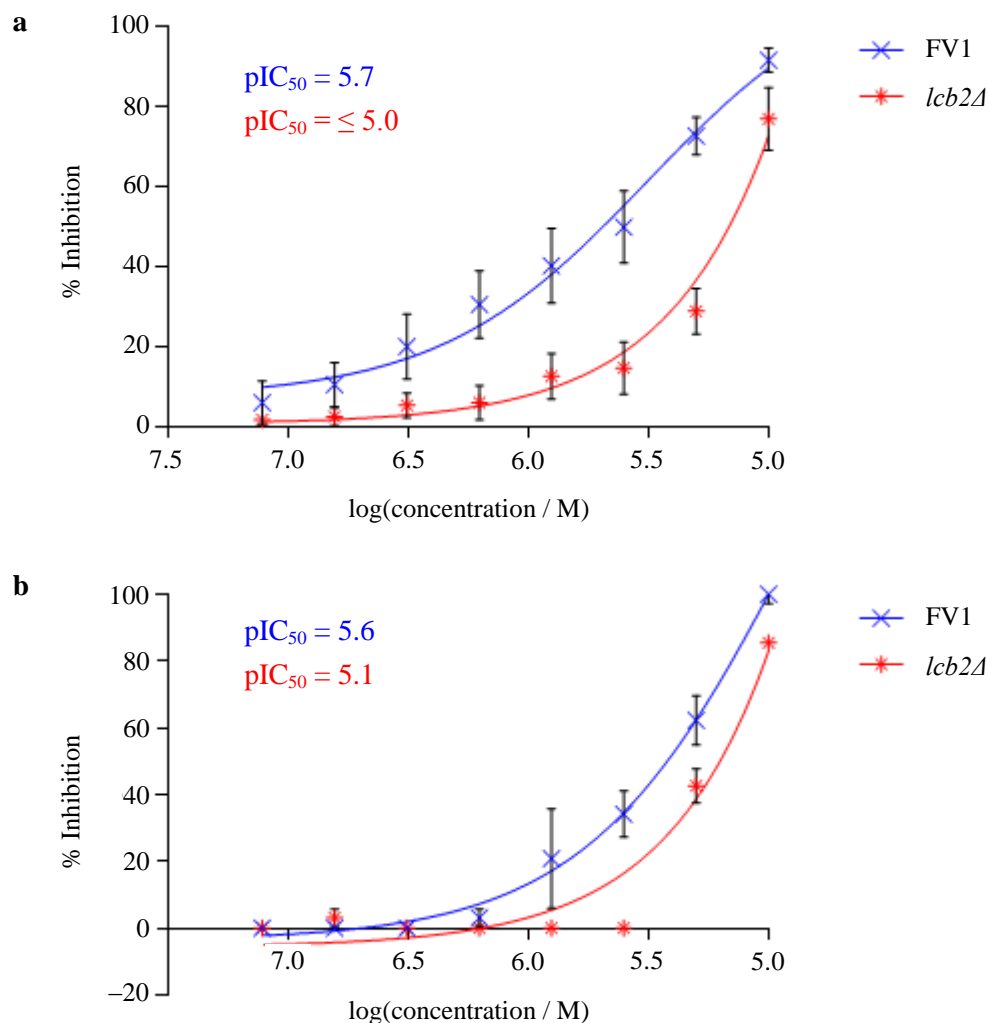 a
100
80
60
40
20
0
% Inhibition
pIC₅₀ = 5.7
pIC₅₀ = ≤ 5.0
FV1
lcb2Δ
7.5 7.0 6.5 6.0 5.5 5.0
log(concentration / M)
b
100
80
60
40
20
0
–20
% Inhibition
pIC₅₀ = 5.6
pIC₅₀ = 5.1
FV1
lcb2Δ
7.0 6.5 6.0 5.5 5.0
log(concentration / M)